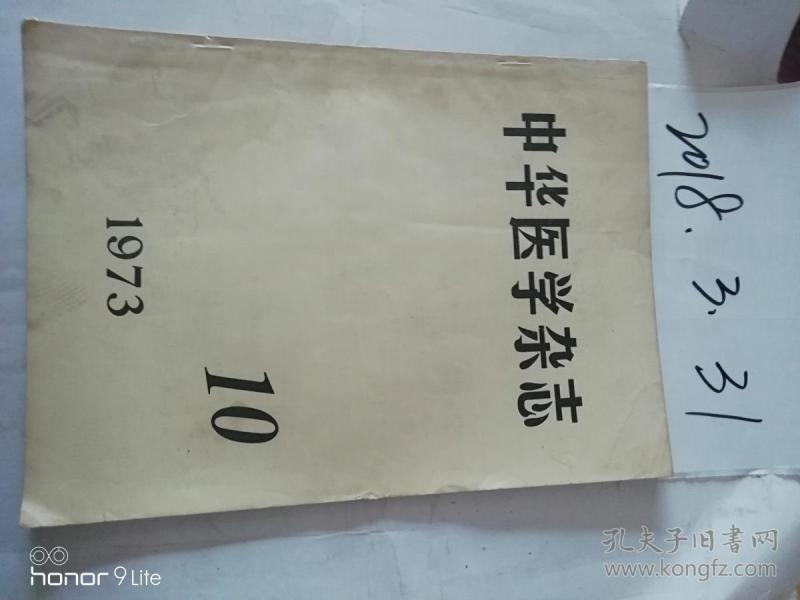 中华医学杂志
10
1973
2018.3.31
honor 9 Lite
孔夫子旧书网
www.kongfz.com